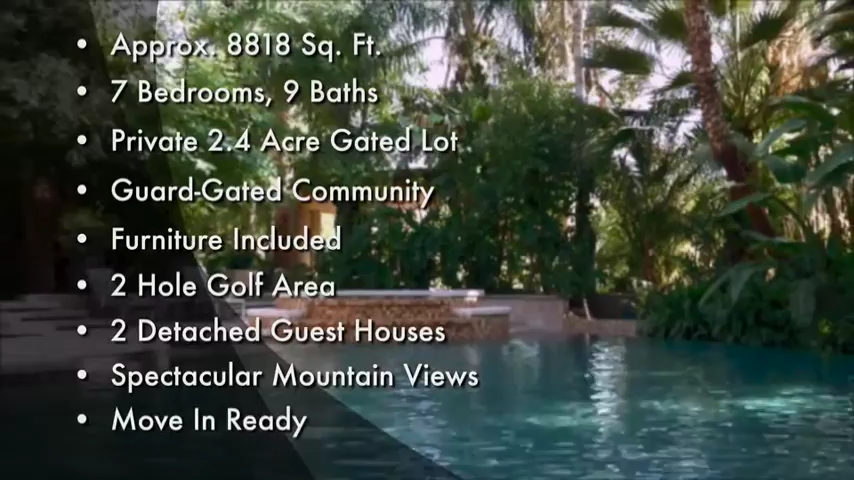 • Approx. 8818 Sq. Ft.
• 7 Bedrooms, 9 Baths
• Private 2.4 Acre Gated Lot
• Guard-Gated Community
• Furniture Included
• 2 Hole Golf Area
• 2 Detached Guest Houses
• Spectacular Mountain Views
• Move In Ready